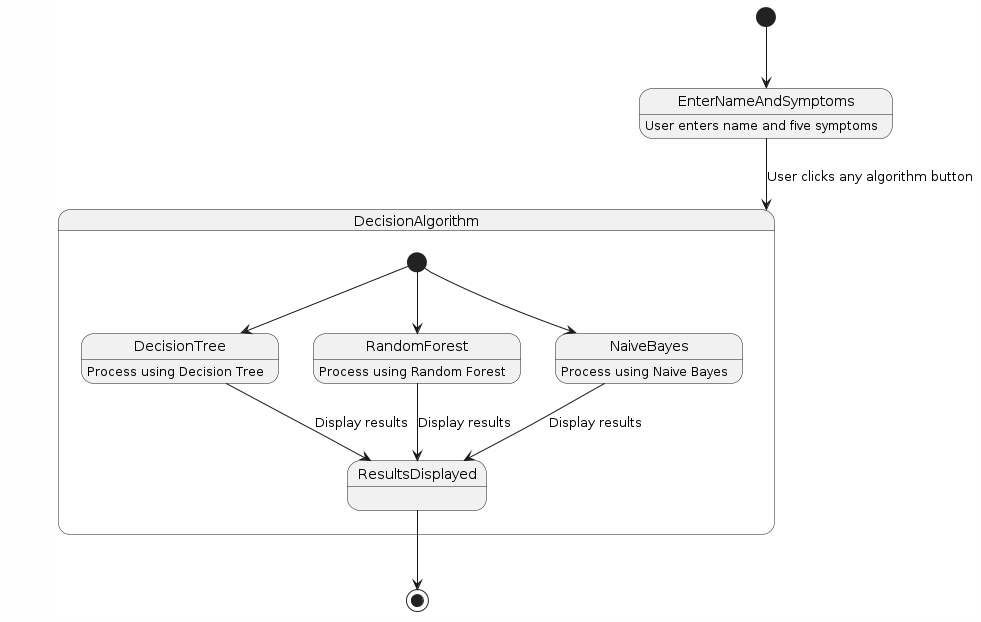 EnterNameAndSymptoms
User enters name and five symptoms
User clicks any algorithm button
DecisionAlgorithm
DecisionTree
Process using Decision Tree
RandomForest
Process using Random Forest
NaiveBayes
Process using Naive Bayes
Display results
Display results
Display results
ResultsDisplayed